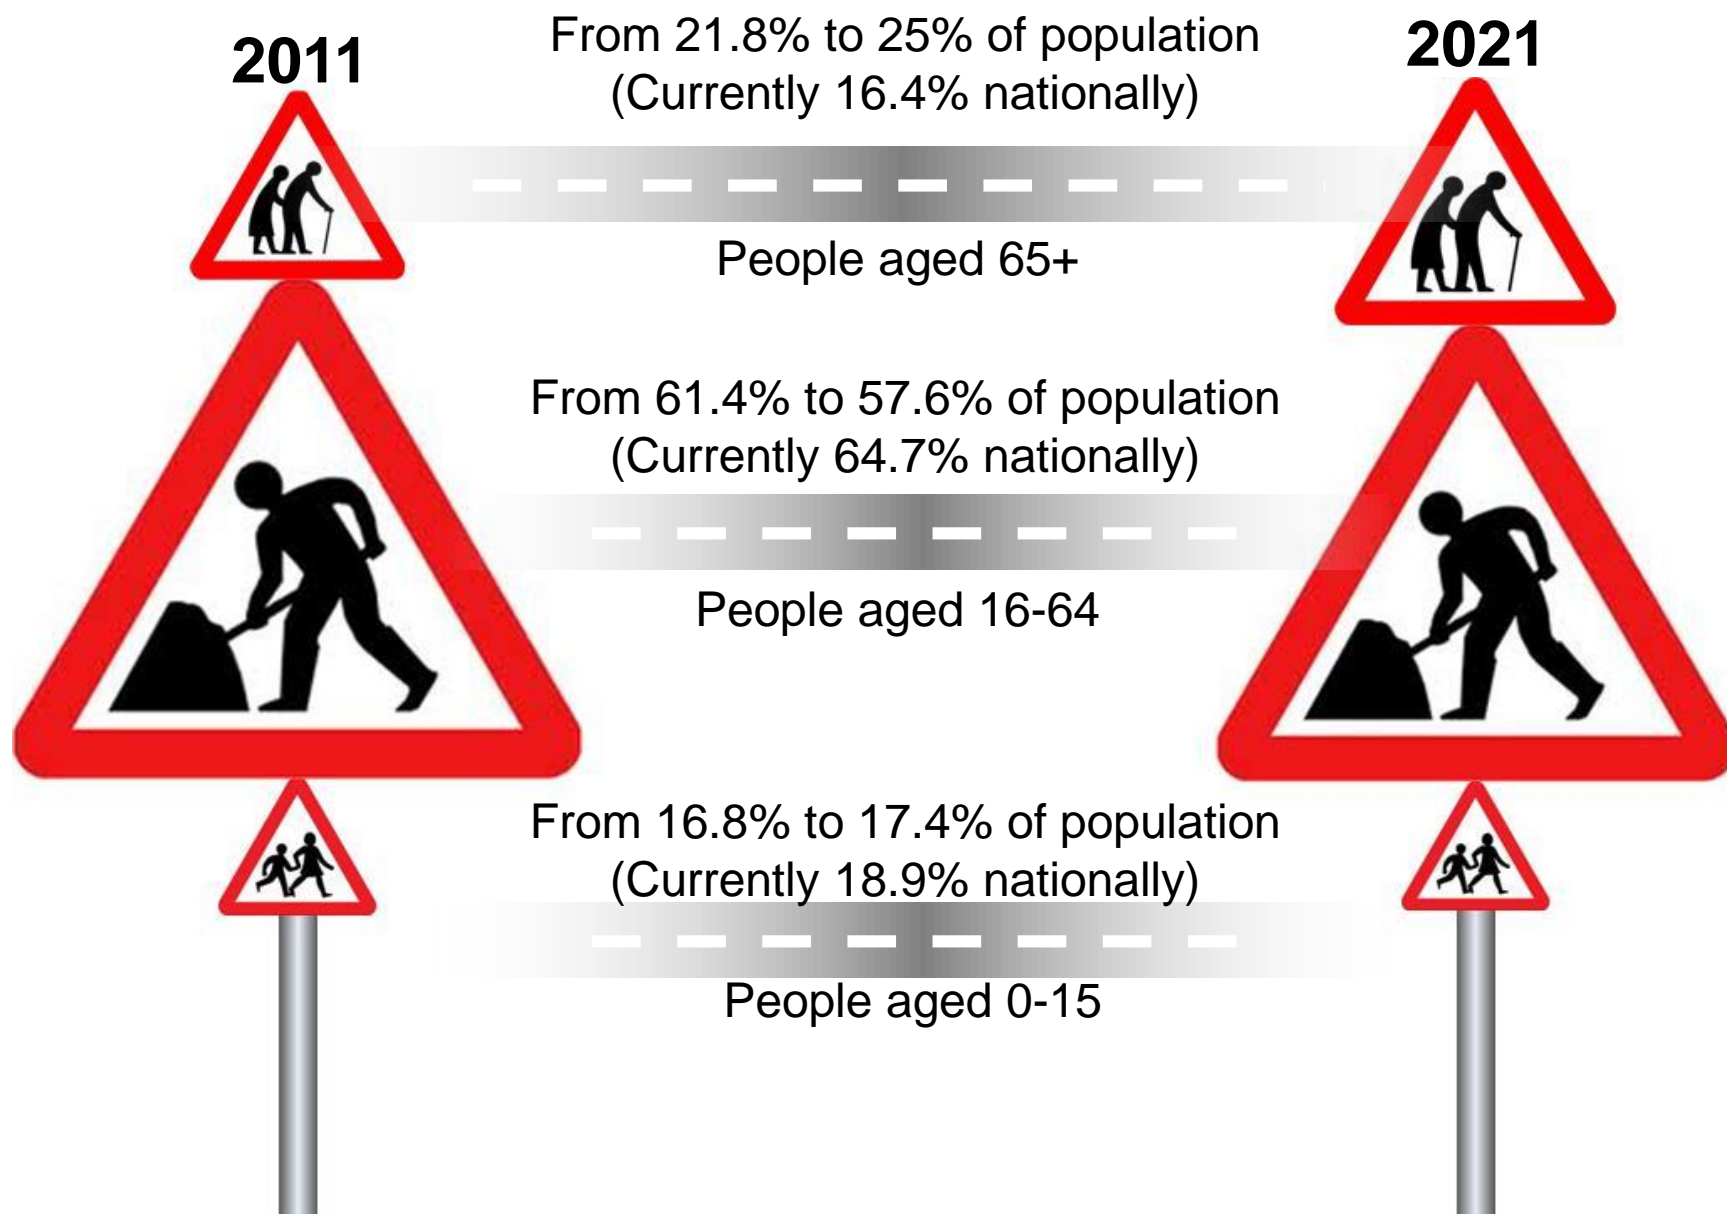 2011
From 21.8% to 25% of population
(Currently 16.4% nationally)
2021
People aged 65+
From 61.4% to 57.6% of population
(Currently 64.7% nationally)
People aged 16-64
From 16.8% to 17.4% of population
(Currently 18.9% nationally)
People aged 0-15